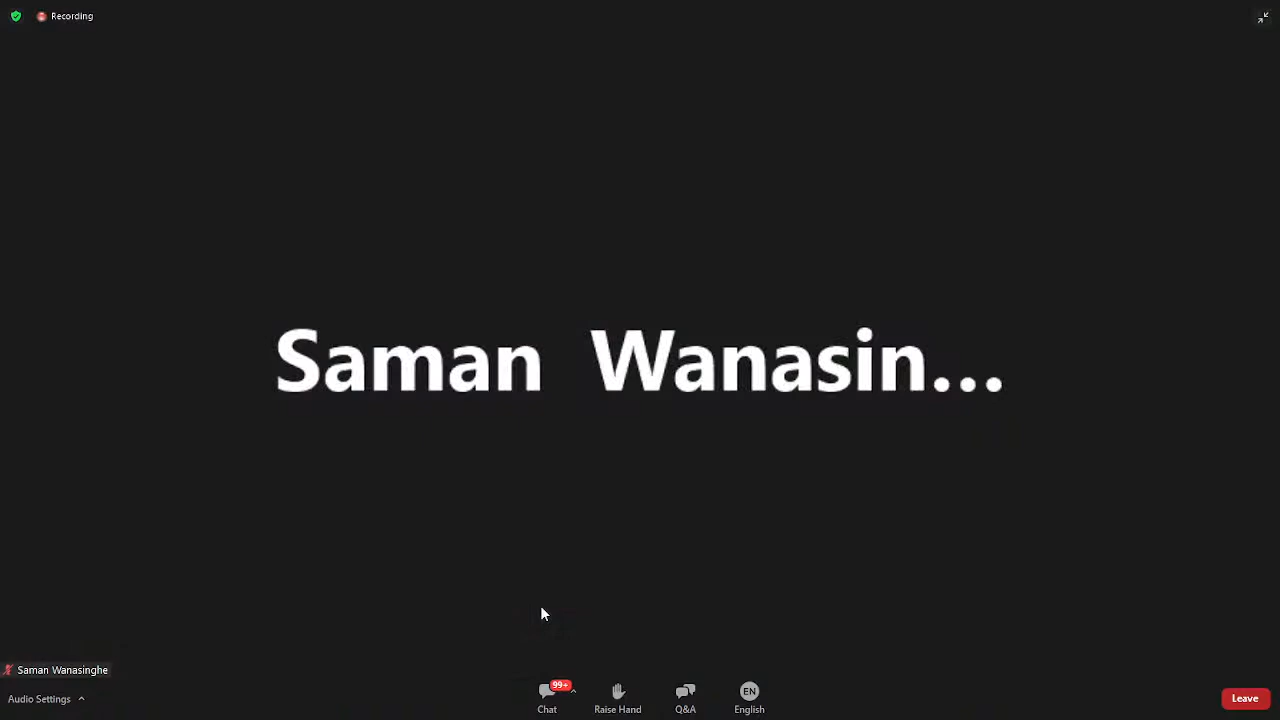 Recording
Saman Wanasin...
Saman Wanasinghe
Audio Settings
99+
Chat
Raise Hand
Q&A
EN
English
Leave